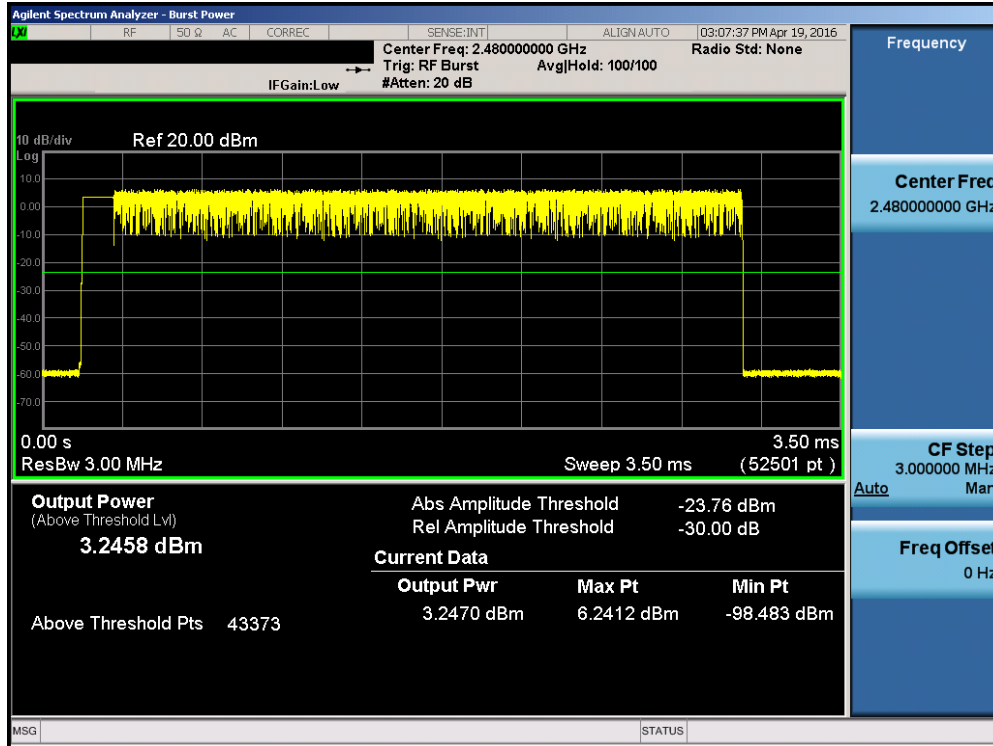 Agilent Spectrum Analyzer - Burst Power
LXI RF 50 Ω AC CORREC SENSE:INT ALIGN AUTO 03:07:37 PM Apr 19, 2016
Center Freq: 2.480000000 GHz Radio Std: None
Trig: RF Burst Avg|Hold: 100/100
IFGain:Low #Atten: 20 dB
10 dB/div Ref 20.00 dBm
Log
10.0
0.00
-10.0
-20.0
-30.0
-40.0
-50.0
-60.0
-70.0
0.00 s 3.50 ms
ResBw 3.00 MHz Sweep 3.50 ms (52501 pt)
Output Power
(Above Threshold Lvl)
3.2458 dBm
Above Threshold Pts 43373
Abs Amplitude Threshold -23.76 dBm
Rel Amplitude Threshold -30.00 dB
Current Data
Output Pwr Max Pt Min Pt
3.2470 dBm 6.2412 dBm -98.483 dBm
Frequency
Center Freq
2.480000000 GHz
CF Step
3.000000 MHz
Auto Man
Freq Offset
0 Hz
MSG STATUS